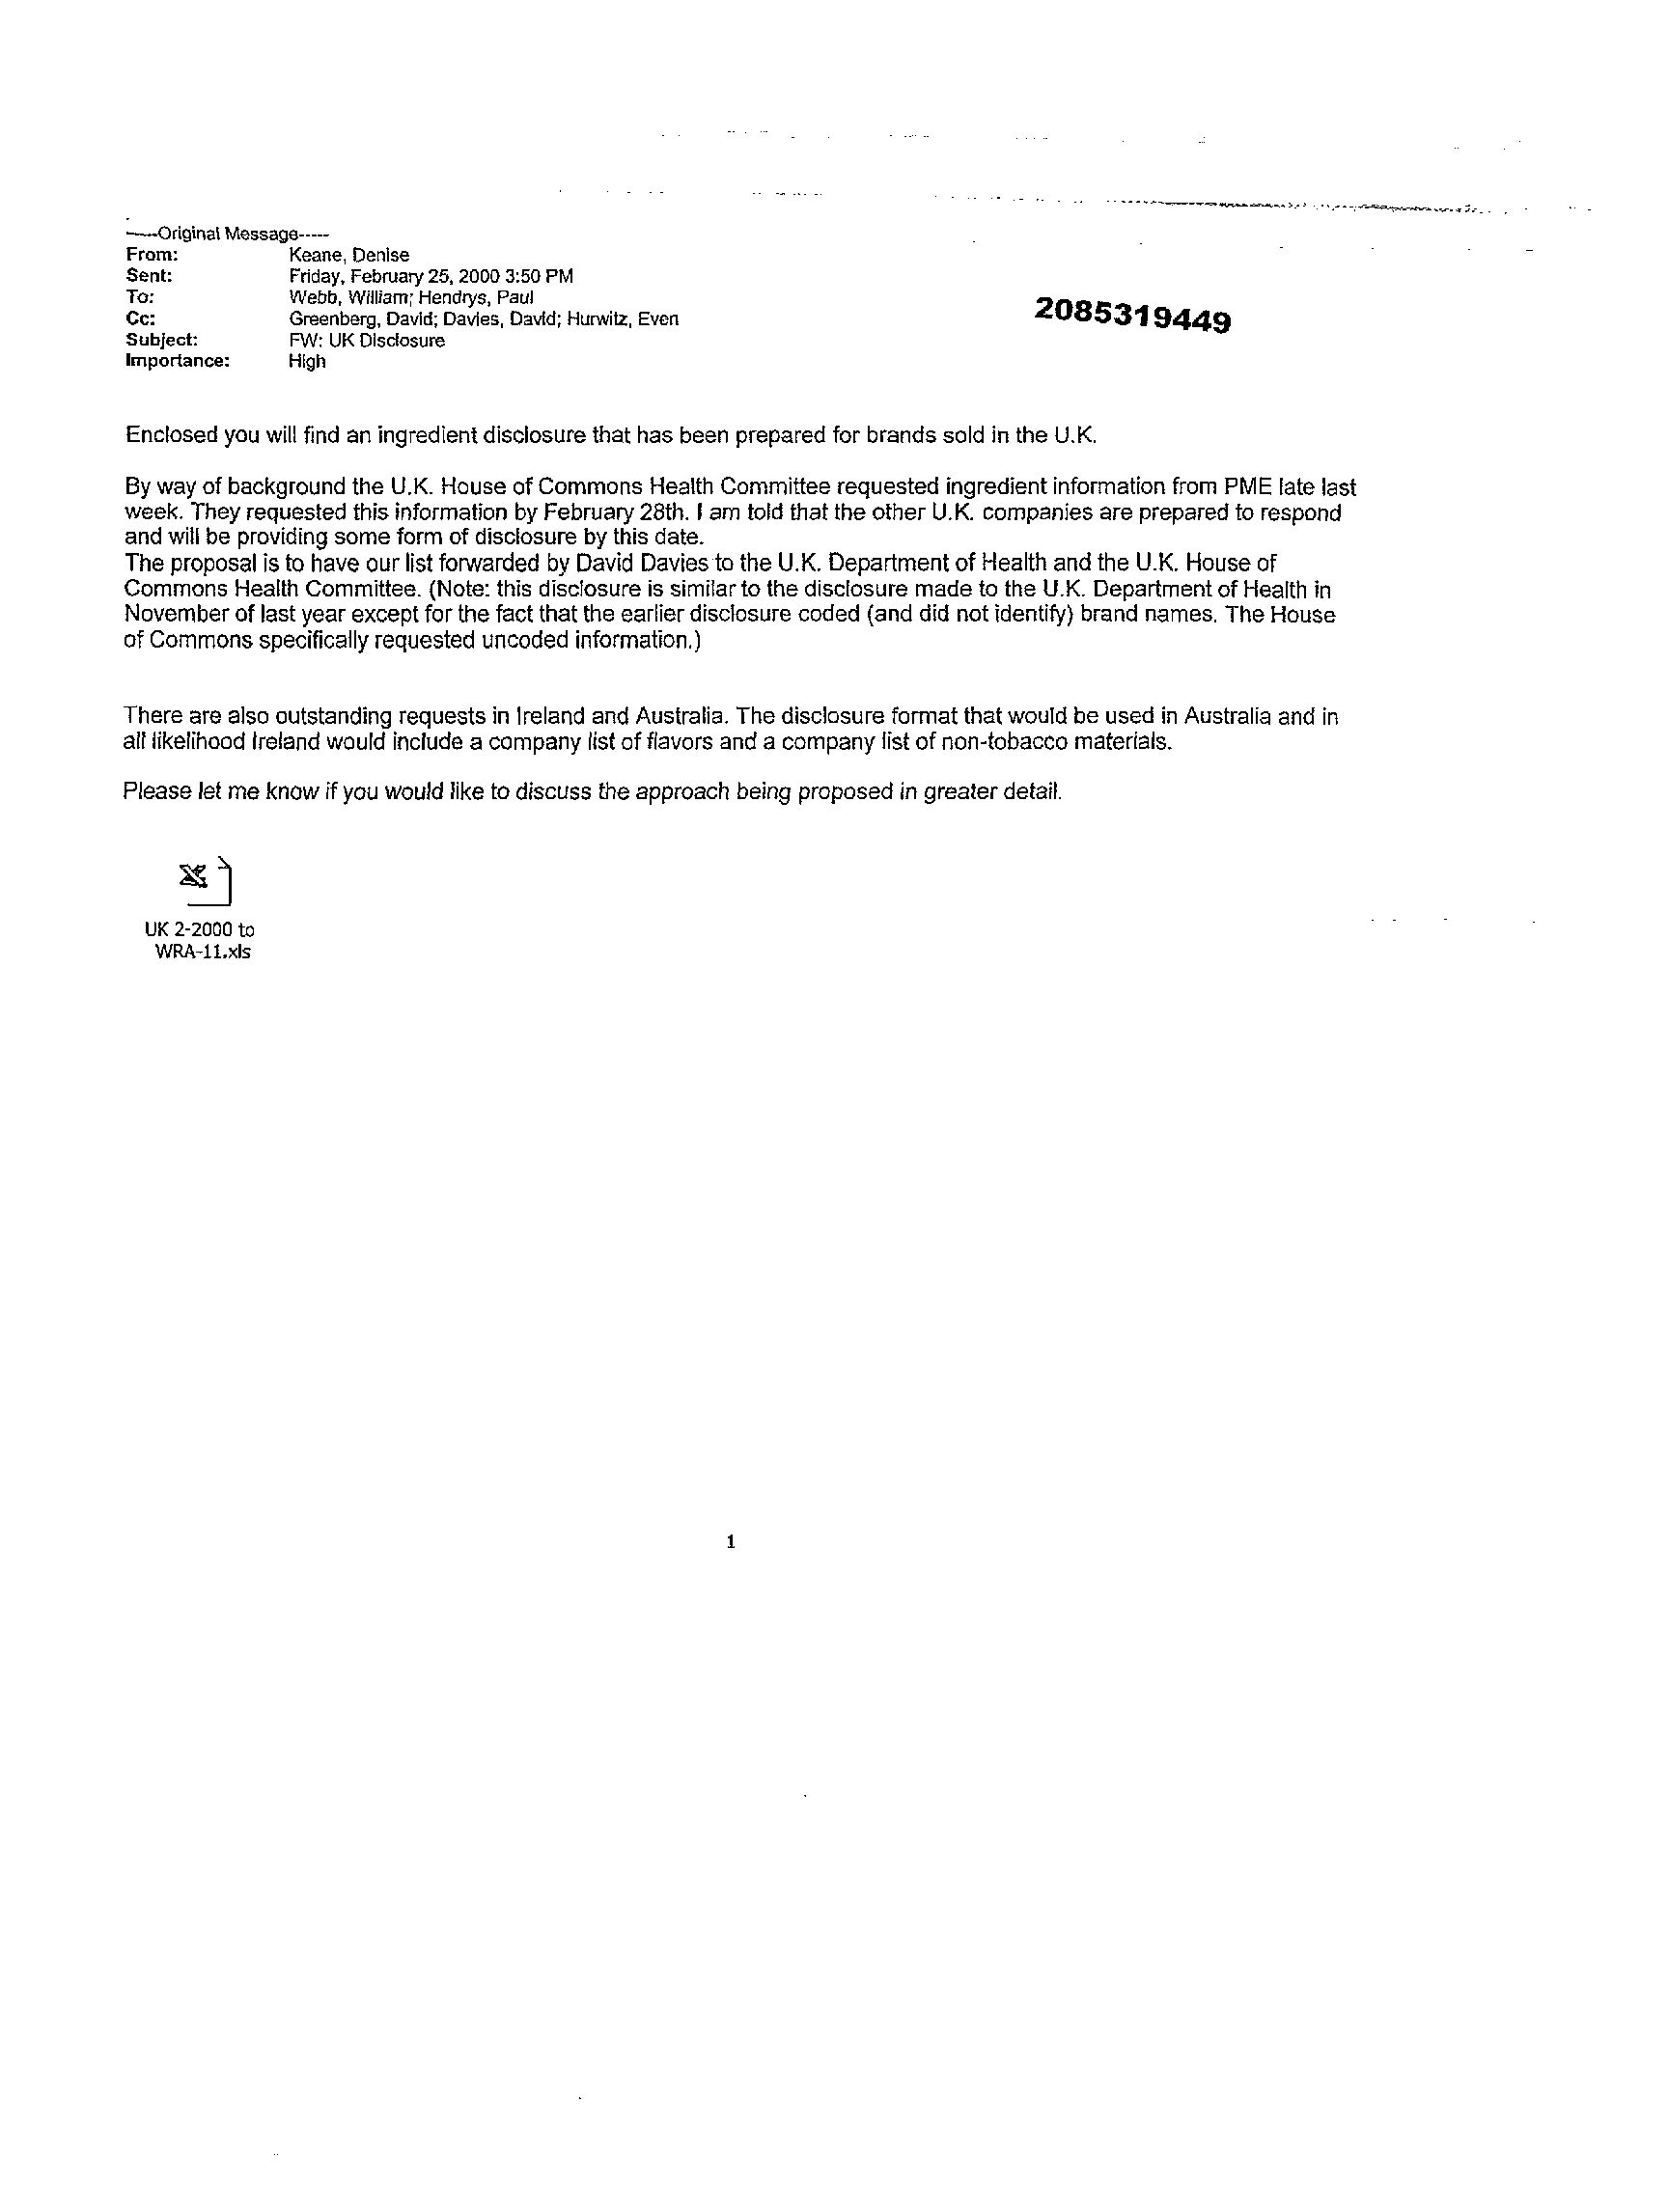 -----Original Message-----
From: Keane, Denise
Sent: Friday, February 25, 2000 3:50 PM
To: Webb, William; Hendrys, Paul
Cc: Greenberg, David; Davies, David; Hurwitz, Even
Subject: FW: UK Disclosure
Importance: High
2085319449
Enclosed you will find an ingredient disclosure that has been prepared for brands sold in the U.K.
By way of background the U.K. House of Commons Health Committee requested ingredient information from PME late last
week. They requested this information by February 28th. I am told that the other U.K. companies are prepared to respond
and will be providing some form of disclosure by this date.
The proposal is to have our list forwarded by David Davies to the U.K. Department of Health and the U.K. House of
Commons Health Committee. (Note: this disclosure is similar to the disclosure made to the U.K. Department of Health in
November of last year except for the fact that the earlier disclosure coded (and did not identify) brand names. The House
of Commons specifically requested uncoded information.)
There are also outstanding requests in Ireland and Australia. The disclosure format that would be used in Australia and in
all likelihood Ireland would include a company list of flavors and a company list of non-tobacco materials.
Please let me know if you would like to discuss the approach being proposed in greater detail.
UK 2-2000 to
WRA-11.xls
1